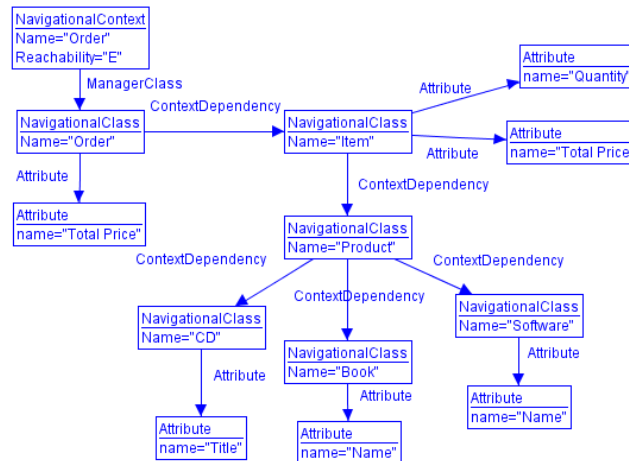 NavigationalContext
Name="Order"
Reachability="E"
ManagerClass
ContextDependency
Attribute
Attribute
name="Quantity"
NavigationalClass
Name="Order"
NavigationalClass
Name="Item"
Attribute
name="Total Price"
Attribute
Attribute
ContextDependency
Attribute
name="Total Price"
NavigationalClass
Name="Product"
ContextDependency
ContextDependency
ContextDependency
NavigationalClass
Name="CD"
NavigationalClass
Name="Software"
NavigationalClass
Name="Book"
Attribute
Attribute
Attribute
Attribute
name="Title"
Attribute
name="Name"
Attribute
name="Name"